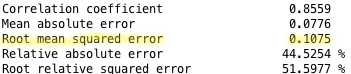 Correlation coefficient 0.8559
Mean absolute error 0.0776
Root mean squared error 0.1075
Relative absolute error 44.5254 %
Root relative squared error 51.5977 %